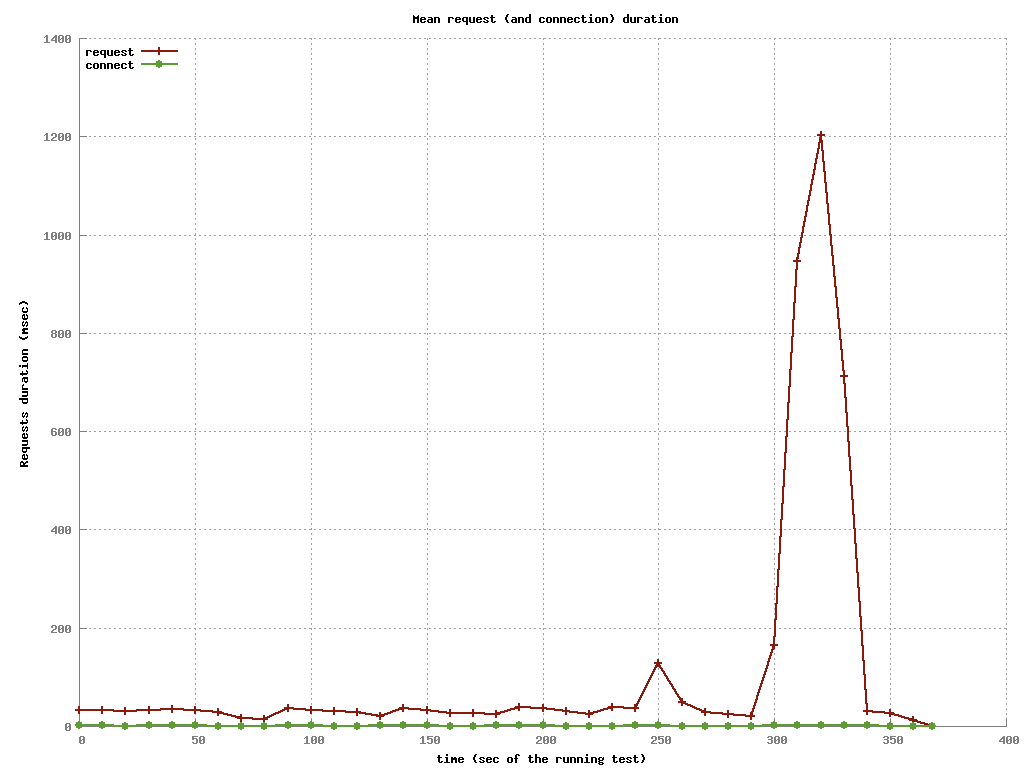 Mean request (and connection) duration
request
connect
1400
1200
1000
800
600
400
200
0
0 50 100 150 200 250 300 350 400
Requests duration (msec)
time (sec of the running test)